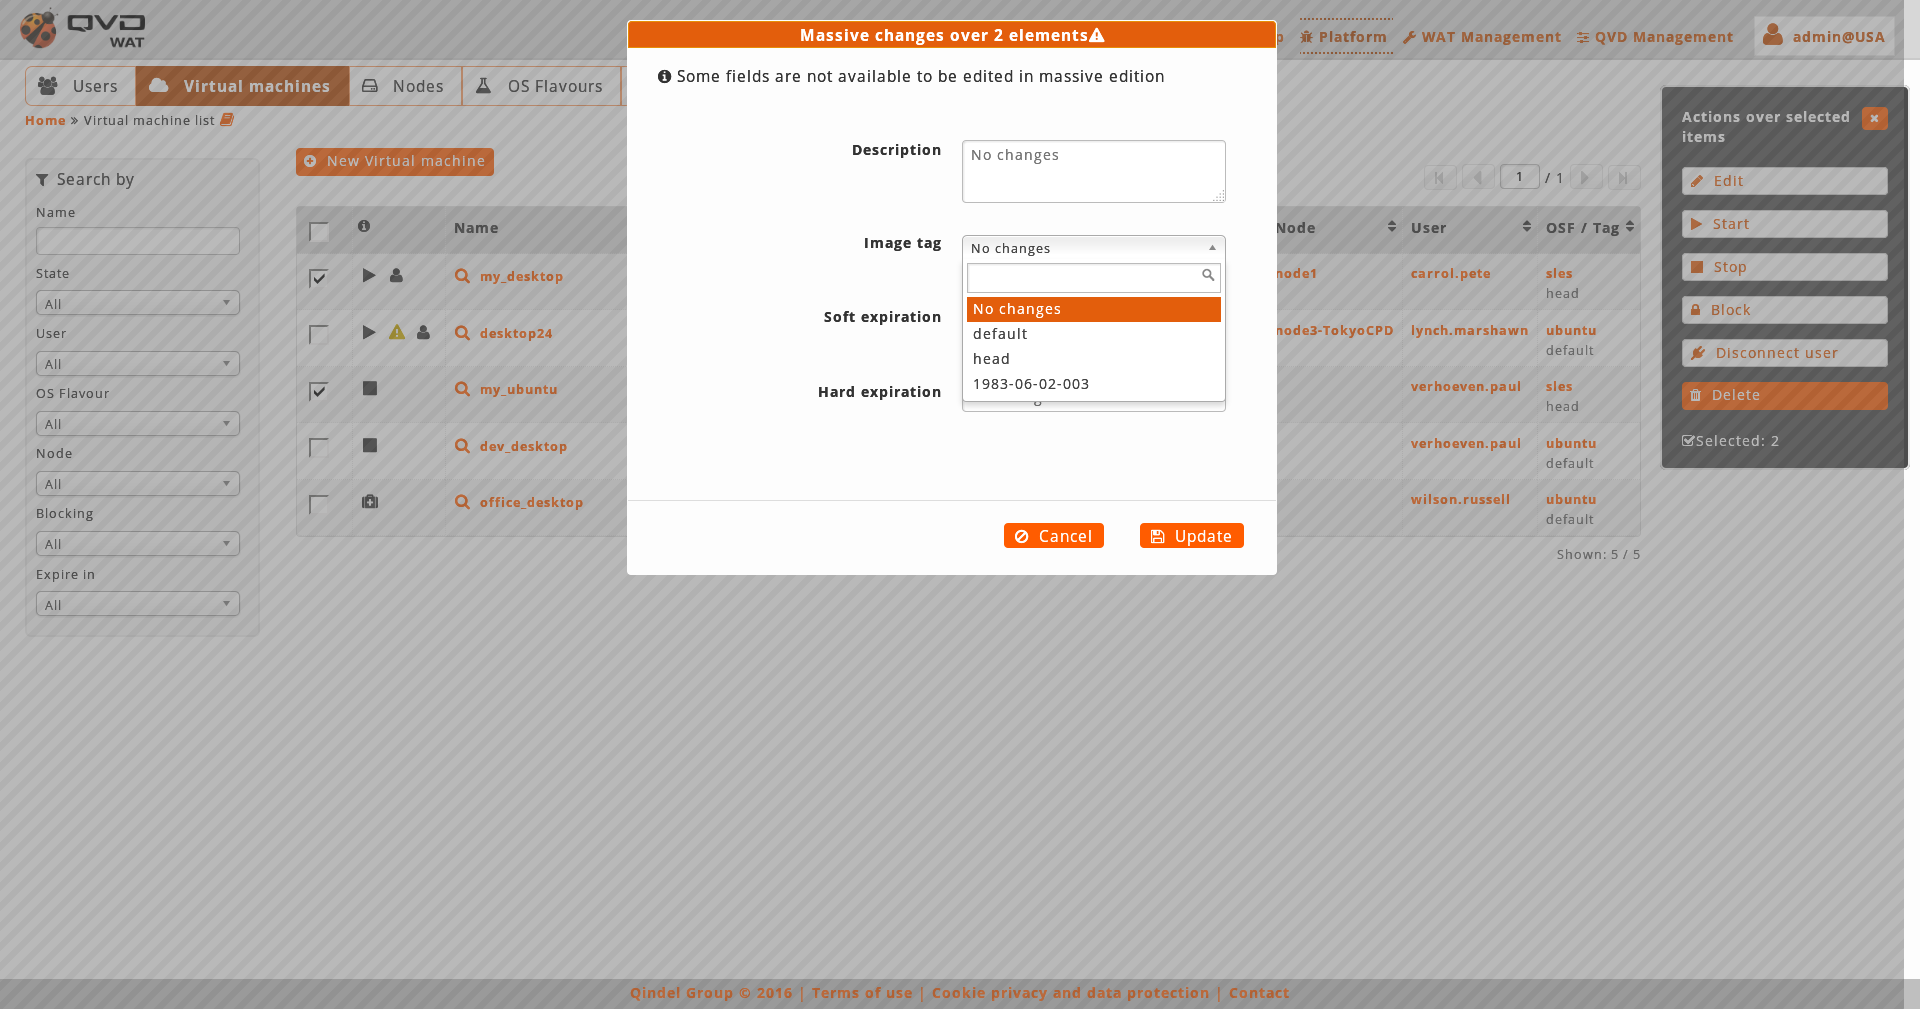 QVD
WAT
Platform
WAT Management
QVD Management
admin@USA
Users
Virtual machines
Nodes
OS Flavours
Home » Virtual machine list
Search by
Name
State
All
User
All
OS Flavour
All
Node
All
Blocking
All
Expire in
All
New Virtual machine
1 / 1
Name
Node
User
OSF / Tag
my_desktop
node1
carrol.pete
sles
head
desktop24
node3-TokyoCPD
lynch.marshawn
ubuntu
default
my_ubuntu
verhoeven.paul
sles
head
dev_desktop
verhoeven.paul
ubuntu
default
office_desktop
wilson.russell
ubuntu
default
Shown: 5 / 5
Massive changes over 2 elements
Some fields are not available to be edited in massive edition
Description
No changes
Image tag
No changes
No changes
default
head
1983-06-02-003
Soft expiration
Hard expiration
Cancel
Update
Actions over selected
items
Edit
Start
Stop
Block
Disconnect user
Delete
Selected: 2
Qindel Group © 2016 | Terms of use | Cookie privacy and data protection | Contact